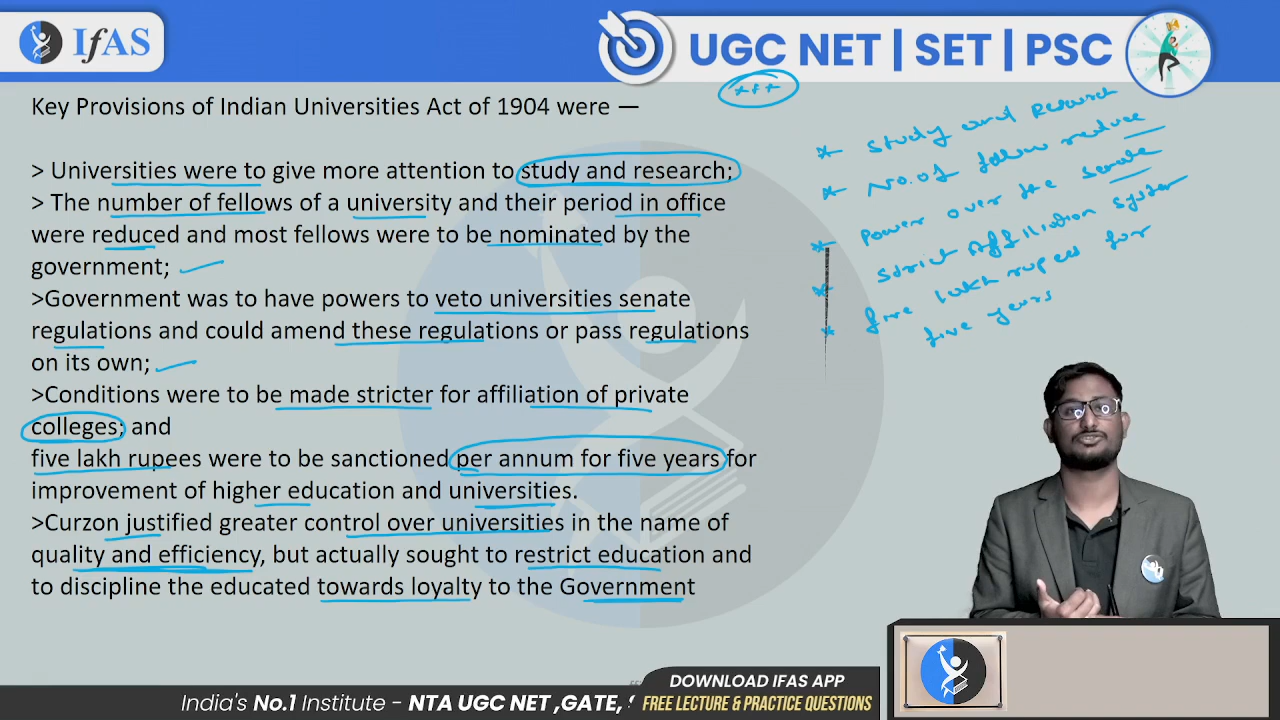 IfAS
UGC NET | SET | PSC
Key Provisions of Indian Universities Act of 1904 were —
> Universities were to give more attention to study and research;
> The number of fellows of a university and their period in office
were reduced and most fellows were to be nominated by the
government;
>Government was to have powers to veto universities senate
regulations and could amend these regulations or pass regulations
on its own;
>Conditions were to be made stricter for affiliation of private
colleges; and
five lakh rupees were to be sanctioned per annum for five years for
improvement of higher education and universities.
>Curzon justified greater control over universities in the name of
quality and efficiency, but actually sought to restrict education and
to discipline the educated towards loyalty to the Government
***
* Study and Research
* No. of follow reduce
* Power over the senate
* Strict Affiliation System
* five lakh rupees for
five years
India's No.1 Institute - NTA UGC NET ,GATE,
DOWNLOAD IFAS APP
FREE LECTURE & PRACTICE QUESTIONS